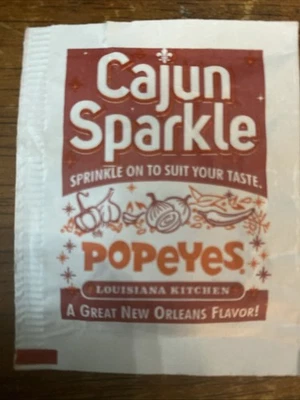 Cajun
Sparkle
SPRINKLE ON TO SUIT YOUR TASTE.
POPEYES
LOUISIANA KITCHEN
A GREAT NEW ORLEANS FLAVOR!